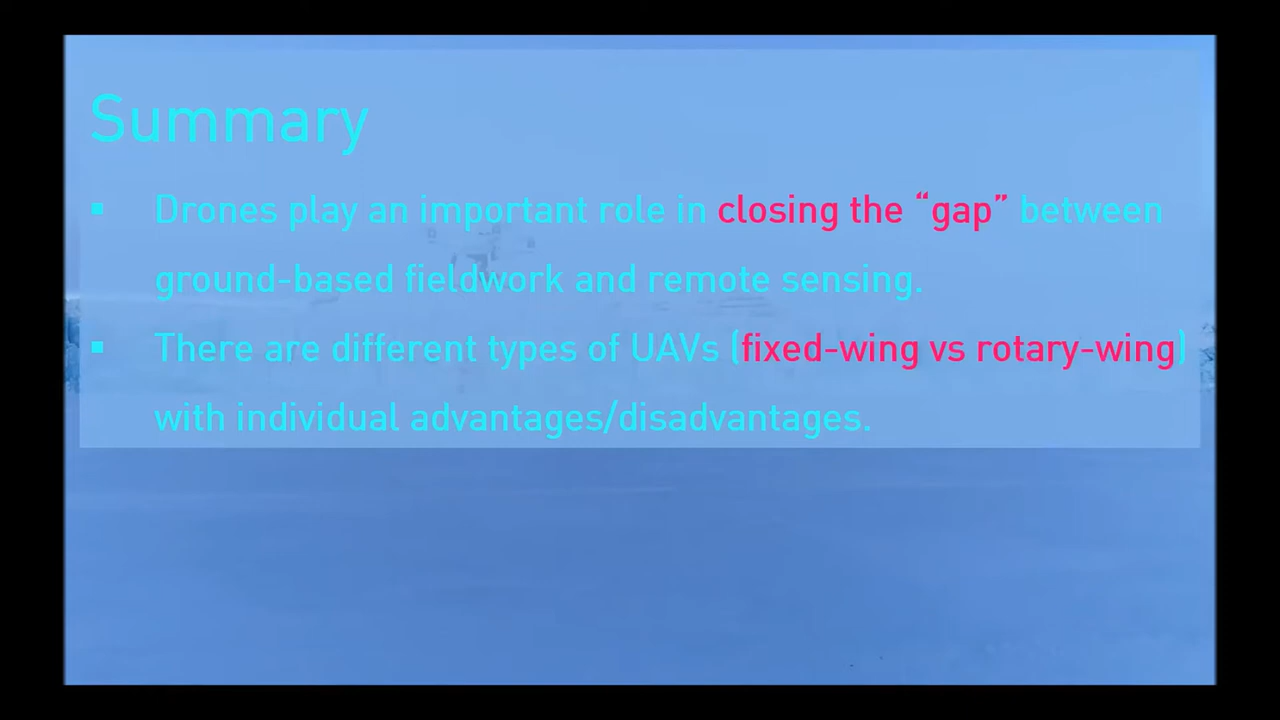 Summary
▪ Drones play an important role in closing the “gap” between
ground-based fieldwork and remote sensing.
▪ There are different types of UAVs (fixed-wing vs rotary-wing)
with individual advantages/disadvantages.